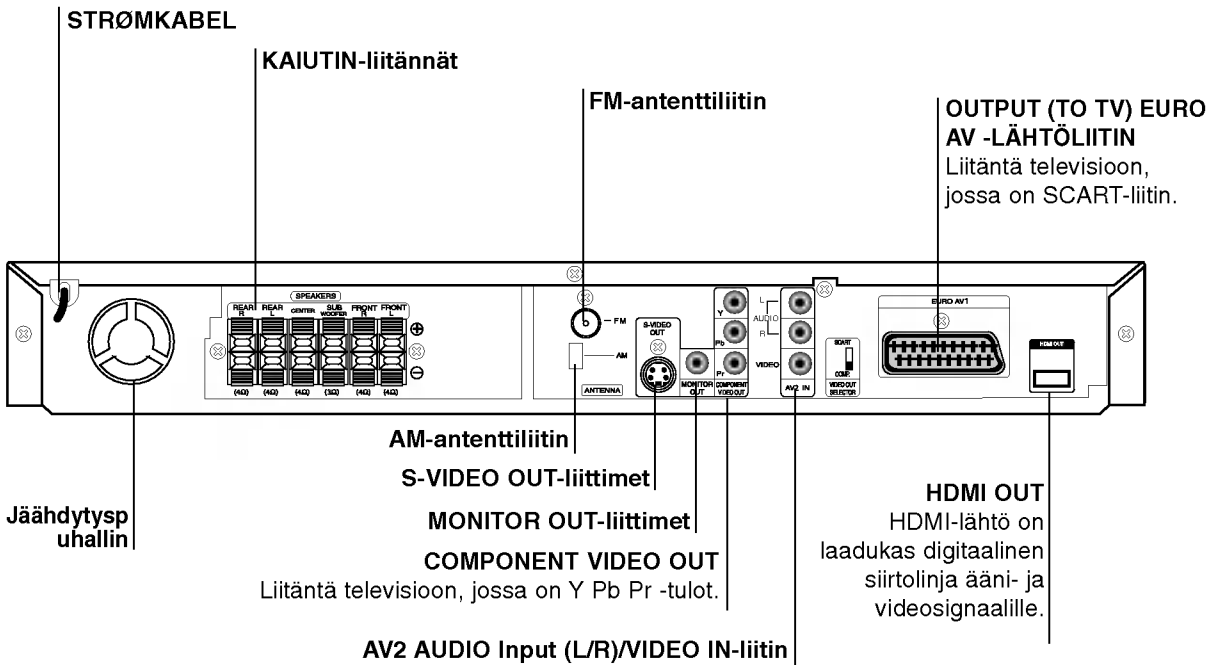 STRØMKABEL
KAIUTIN-liitännät
FM-antenttiliitin
OUTPUT (TO TV) EURO
AV -LÄHTÖLIITIN
Liitäntä televisioon,
jossa on SCART-liitin.
SPEAKERS
REAR R
REAR L
CENTER
SUB WOOFER
FRONT R
FRONT L
(4Ω) (4Ω) (4Ω) (3Ω) (4Ω) (4Ω)
FM
AM
ANTENNA
S-VIDEO OUT
MONITOR OUT
Y
Pb
Pr
COMPONENT VIDEO OUT
L
AUDIO
R
VIDEO
AV2 IN
SCART
COMP.
VIDEO OUT SELECTOR
EURO AV1
HDMI OUT
AM-antenttiliitin
S-VIDEO OUT-liittimet
MONITOR OUT-liittimet
COMPONENT VIDEO OUT
Liitäntä televisioon, jossa on Y Pb Pr -tulot.
AV2 AUDIO Input (L/R)/VIDEO IN-liitin
Jäähdytysp
uhallin
HDMI OUT
HDMI-lähtö on
laadukas digitaalinen
siirtolinja ääni- ja
videosignaalille.